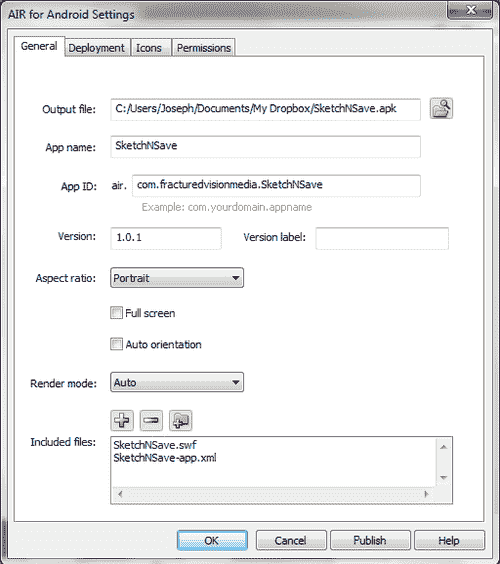 AIR for Android Settings
General Deployment Icons Permissions
Output file: C:/Users/Joseph/Documents/My Dropbox/SketchNSave.apk
App name: SketchNSave
App ID: air. com.fracturedvisionmedia.SketchNSave
Example: com.yourdomain.appname
Version: 1.0.1 Version label:
Aspect ratio: Portrait
Full screen
Auto orientation
Render mode: Auto
Included files: SketchNSave.swf
SketchNSave-app.xml
OK Cancel Publish Help